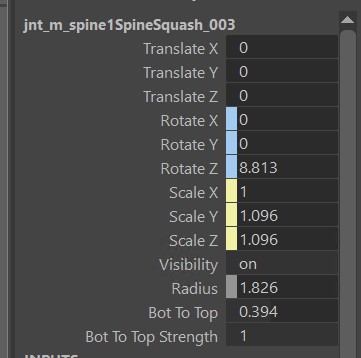 jnt_m_spine1SpineSquash_003
Translate X 0
Translate Y 0
Translate Z 0
Rotate X 0
Rotate Y 0
Rotate Z 8.813
Scale X 1
Scale Y 1.096
Scale Z 1.096
Visibility on
Radius 1.826
Bot To Top 0.394
Bot To Top Strength 1
INPUTS